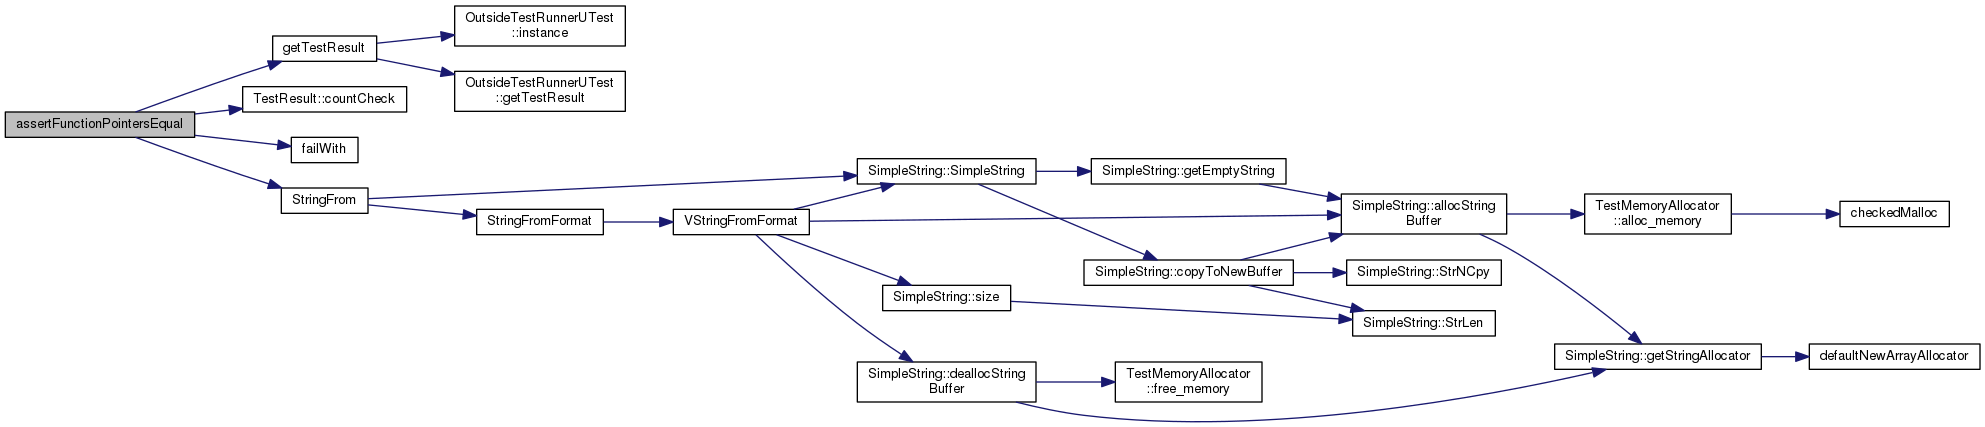 OutsideTestRunnerUTest
::instance
getTestResult
OutsideTestRunnerUTest
::getTestResult
TestResult::countCheck
assertFunctionPointersEqual
failWith
StringFrom
StringFromFormat
VStringFromFormat
SimpleString::SimpleString
SimpleString::getEmptyString
SimpleString::allocString
Buffer
TestMemoryAllocator
::alloc_memory
checkedMalloc
SimpleString::copyToNewBuffer
SimpleString::StrNCpy
SimpleString::size
SimpleString::StrLen
SimpleString::getStringAllocator
defaultNewArrayAllocator
SimpleString::deallocString
Buffer
TestMemoryAllocator
::free_memory